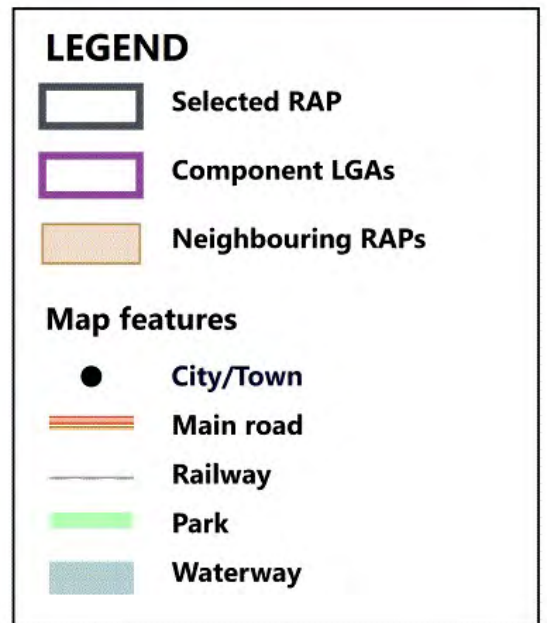 LEGEND
Selected RAP
Component LGAs
Neighbouring RAPs
Map features
City/Town
Main road
Railway
Park
Waterway